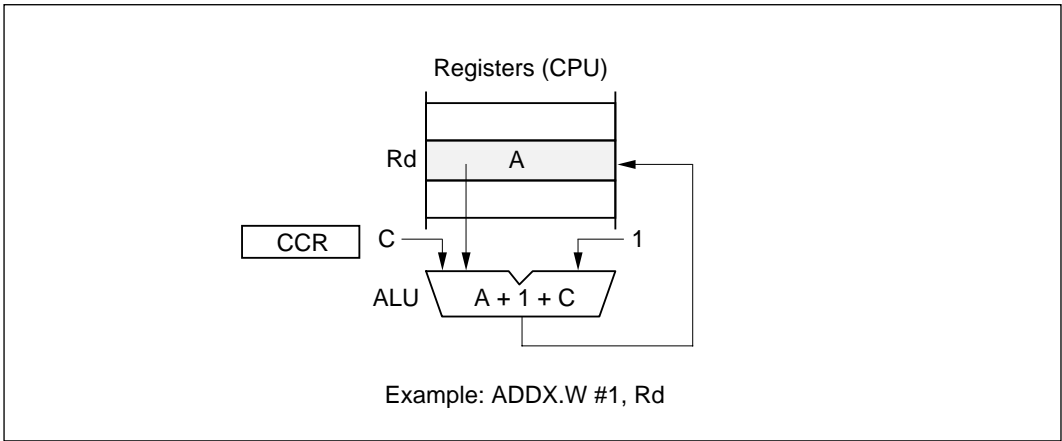 Registers (CPU)
Rd A
CCR C 1
ALU A + 1 + C
Example: ADDX.W #1, Rd